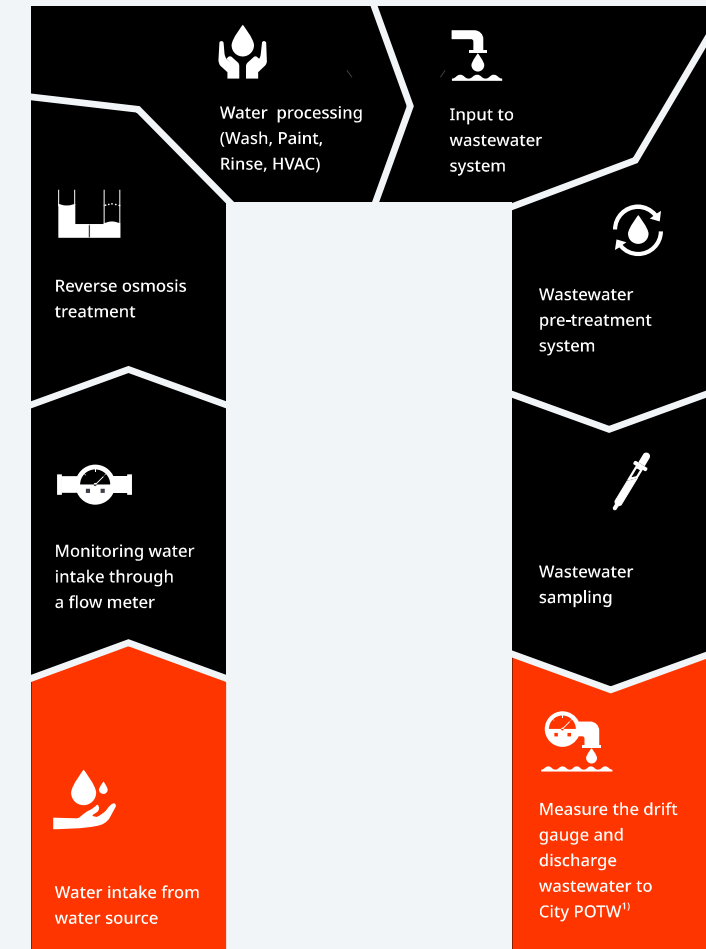 Water processing
(Wash, Paint,
Rinse, HVAC)
Input to
wastewater
system
Reverse osmosis
treatment
Wastewater
pre-treatment
system
Monitoring water
intake through
a flow meter
Wastewater
sampling
Water intake from
water source
Measure the drift
gauge and
discharge
wastewater to
City POTW¹⁾